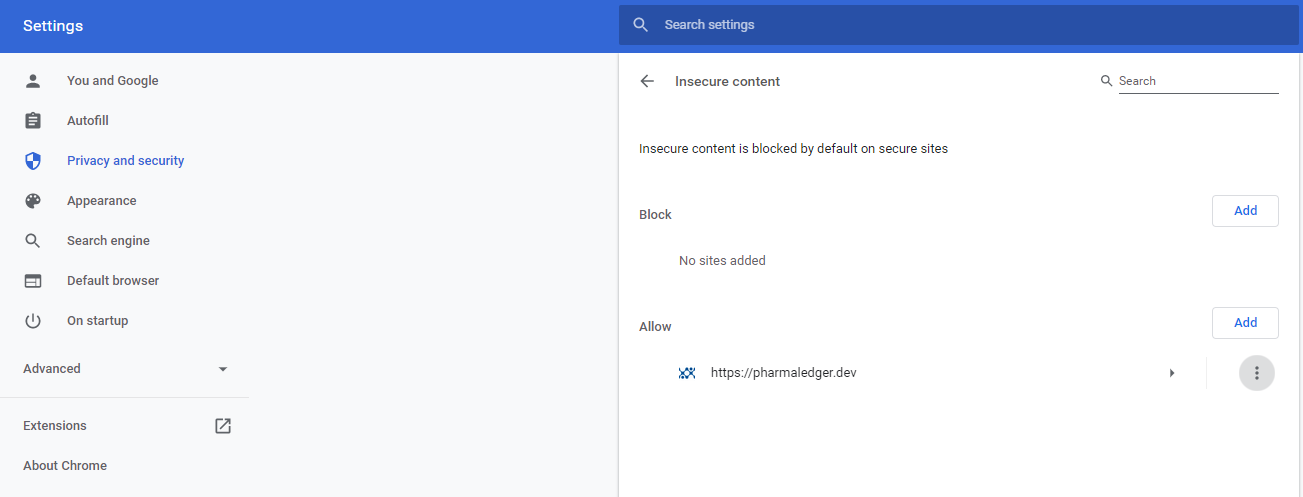 Settings
Search settings
You and Google
Autofill
Privacy and security
Appearance
Search engine
Default browser
On startup
Advanced
Extensions
About Chrome
Insecure content
Search
Insecure content is blocked by default on secure sites
Block
Add
No sites added
Allow
Add
https://pharmaledger.dev